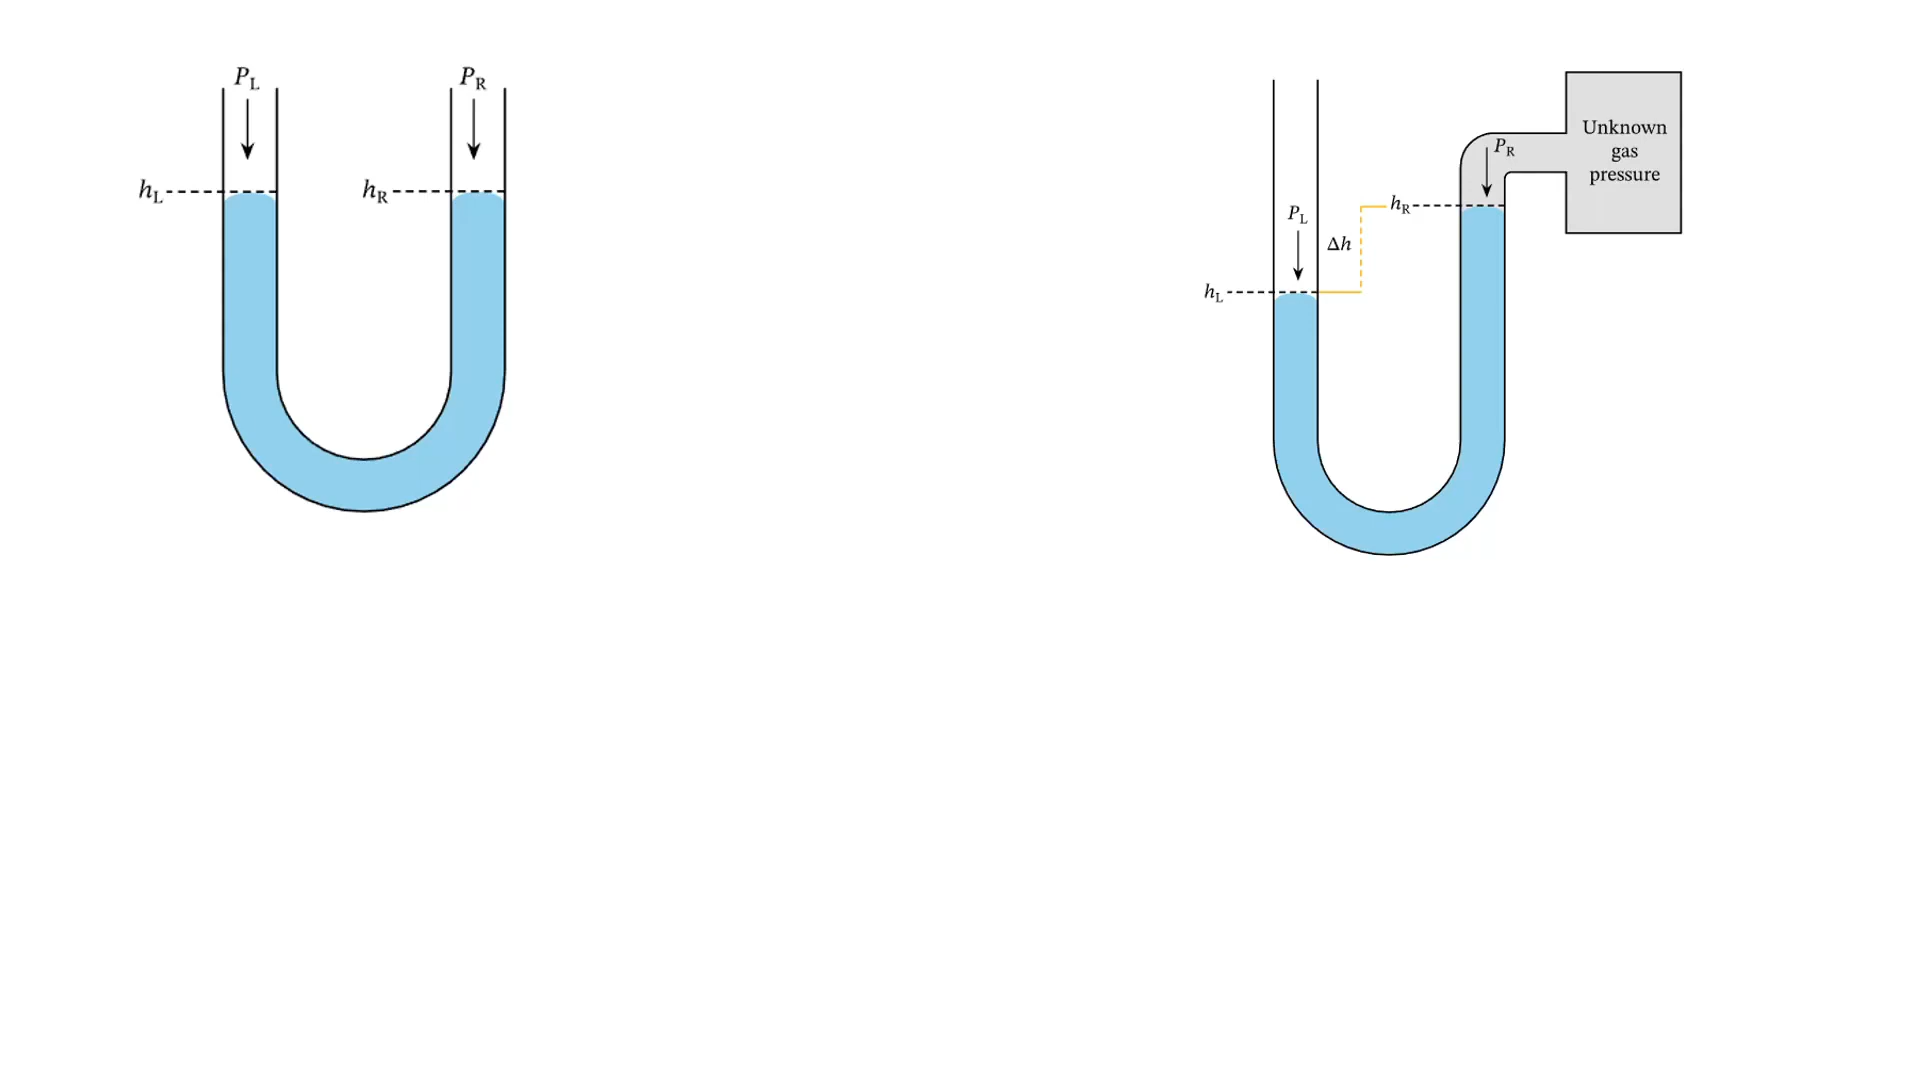 P_L
P_R
h_L
h_R
Unknown
gas
pressure
P_R
h_R
P_L
Δh
h_L